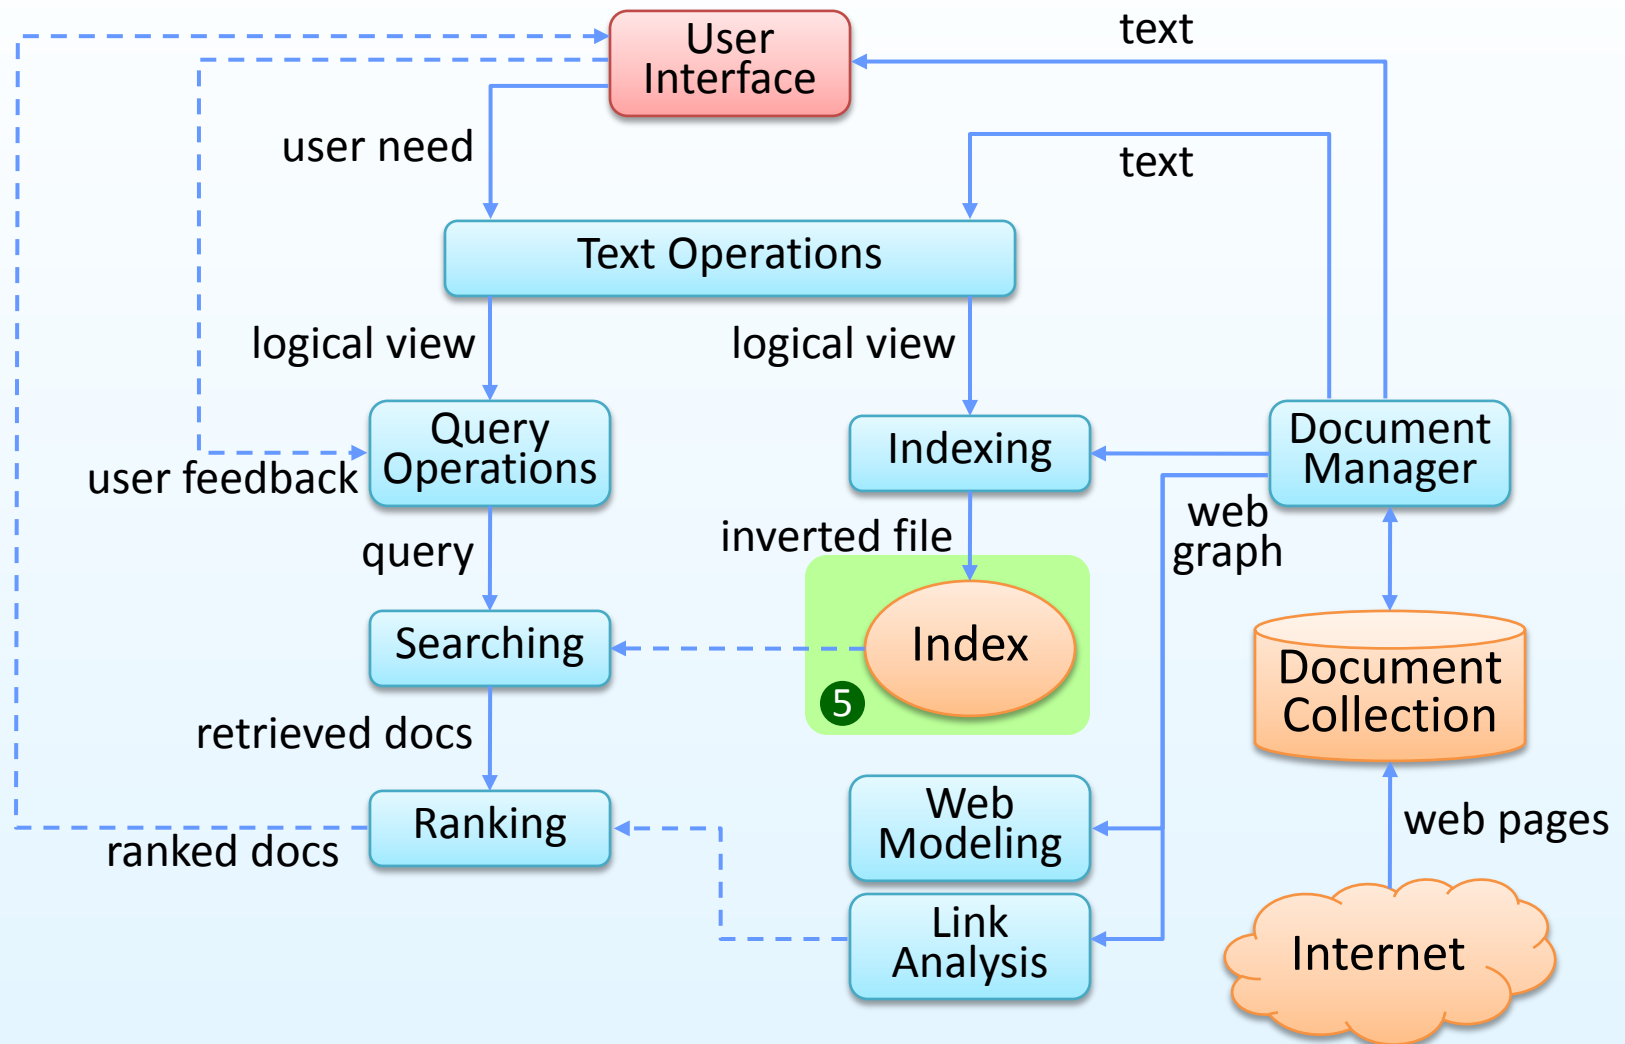 User
Interface
text
user need
text
Text Operations
logical view
logical view
Query
Operations
Indexing
Document
Manager
user feedback
query
inverted file
web
graph
Searching
Index
5
Document
Collection
retrieved docs
Ranking
Web
Modeling
web pages
ranked docs
Link
Analysis
Internet